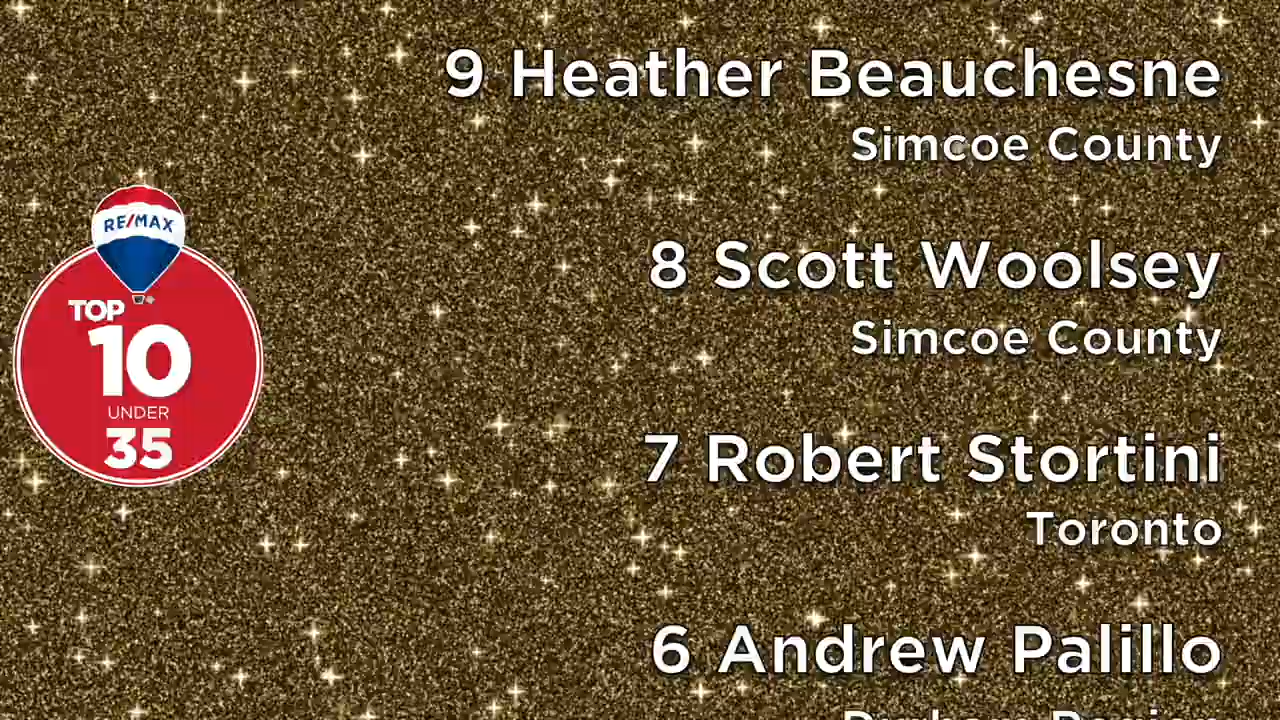 9 Heather Beauchesne
Simcoe County
8 Scott Woolsey
Simcoe County
7 Robert Stortini
Toronto
6 Andrew Palillo
RE/MAX
TOP
10
UNDER
35